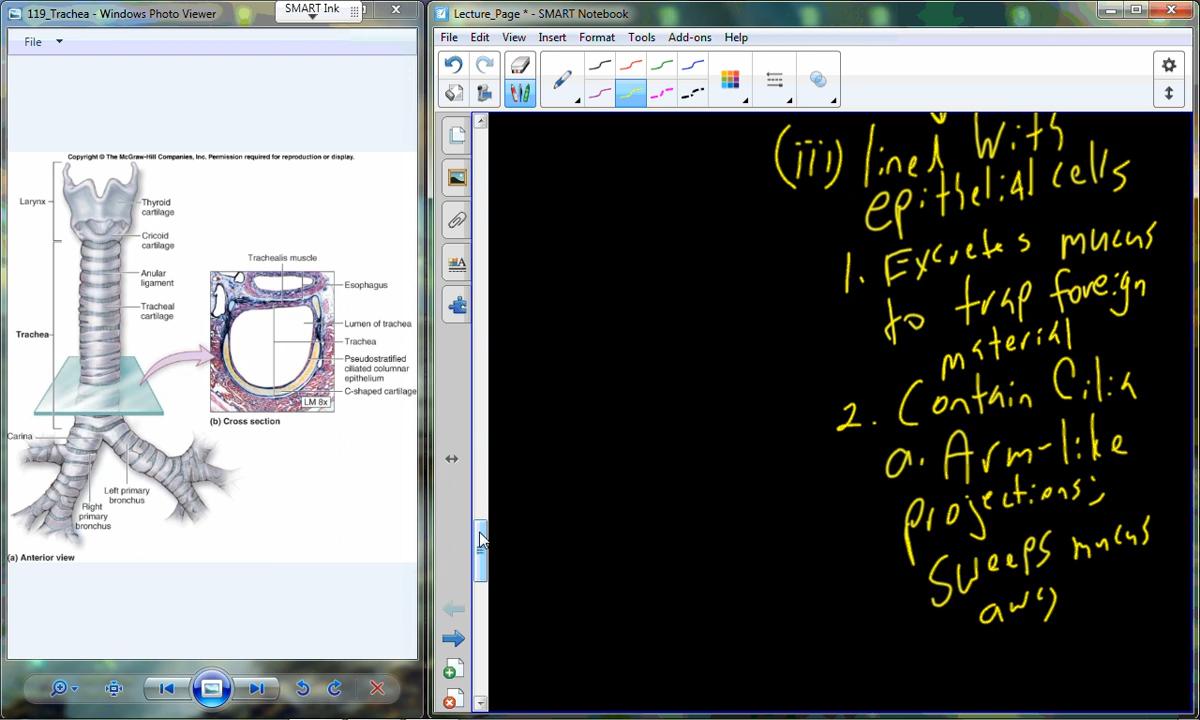 119_Trachea - Windows Photo Viewer
SMART Ink
File
Copyright © The McGraw-Hill Companies, Inc. Permission required for reproduction or display.
Larynx
Thyroid
cartilage
Cricoid
cartilage
Anular
ligament
Tracheal
cartilage
Trachea
Carina
Left primary
bronchus
Right
primary
bronchus
(a) Anterior view
Trachealis muscle
Esophagus
Lumen of trachea
Trachea
Pseudostratified
ciliated columnar
epithelium
C-shaped cartilage
LM 8x
(b) Cross section
Lecture_Page * - SMART Notebook
File Edit View Insert Format Tools Add-ons Help
(iii) lined with
epithelial cells
1. Excretes mucus
to trap foreign
material
2. Contain Cilia
a. Arm-like
projections;
Sweeps mucus
away